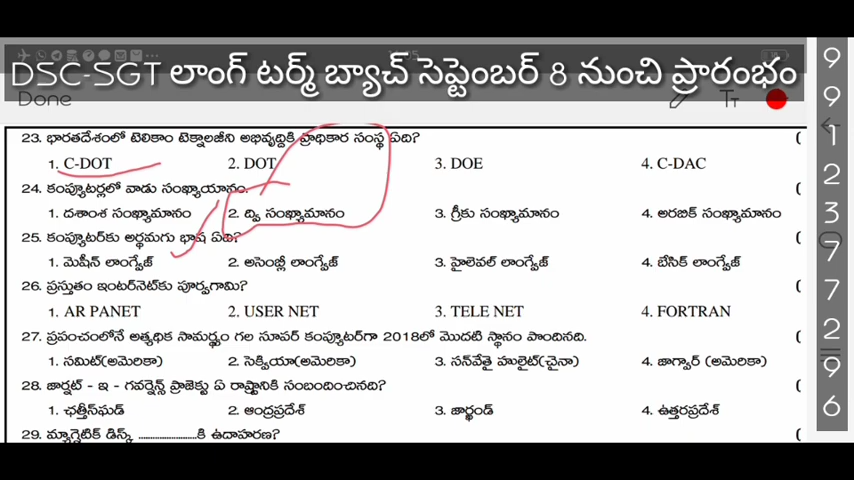 DSC-SGT లాంగ్ టర్మ్ బ్యాచ్ సెప్టెంబర్ 8 నుంచి ప్రారంభం
Done
Tт
23. భారతదేశంలో టెలికాం టెక్నాలజీని అభివృద్దికి ప్రాధికార సంస్థ ఏది? (
1. C-DOT 2. DOT 3. DOE 4. C-DAC
24. కంప్యూటర్లలో వాడు సంఖ్యాయానం. (
1. దశాంశ సంఖ్యామానం 2. ద్వి సంఖ్యామానం 3. గ్రీకు సంఖ్యామానం 4. అరబిక్ సంఖ్యామానం
25. కంప్యూటర్‌కు అర్థమగు భాష ఏది? (
1. మెషీన్ లాంగ్వేజ్ 2. అసెంబ్లీ లాంగ్వేజ్ 3. హైలెవల్ లాంగ్వేజ్ 4. బేసిక్ లాంగ్వేజ్
26. ప్రస్తుతం ఇంటర్‌నెట్‌కు పూర్వగామి? (
1. AR PANET 2. USER NET 3. TELE NET 4. FORTRAN
27. ప్రపంచంలోనే అత్యధిక సామర్థ్యం గల సూపర్ కంప్యూటర్‌గా 2018లో మొదటి స్థానం పొందినది. (
1. సమిట్(అమెరికా) 2. సెక్వియా(అమెరికా) 3. సన్‌వేతై హులైట్(చైనా) 4. జాగ్వార్ (అమెరికా)
28. జార్నట్ - ఇ - గవర్నెన్స్ ప్రాజెక్టు ఏ రాష్ట్రానికి సంబందించినది? (
1. ఛత్తీస్‌ఘడ్ 2. ఆంద్రప్రదేశ్ 3. జార్ఖండ్ 4. ఉత్తరప్రదేశ్
29. మ్యాగ్నెటిక్ డిస్క్ ........................కి ఉదాహరణ? (
9
9
1
2
3
7
7
2
9
6